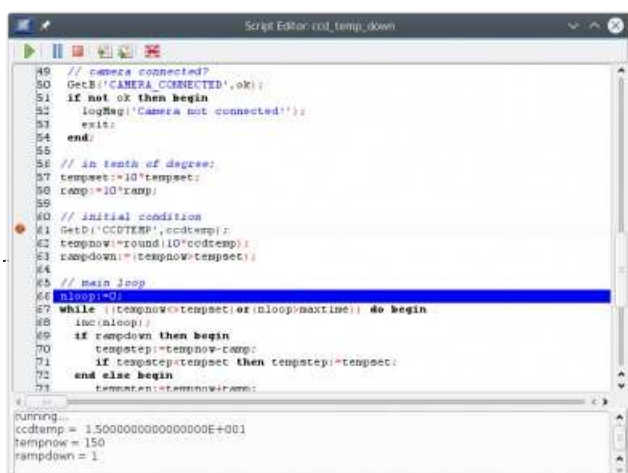 Script Editor: ccd_temp_down
49 // camera connected?
50 GetB('CAMERA_CONNECTED',ok);
51 if not ok then begin
52 logMsg('Camera not connected!');
53 exit;
54 end;
55
56 // in tenth of degree:
57 tempset:=10*tempset;
58 ramp:=10*ramp;
59
60 // initial condition
61 GetD('CCDTEMP',ccdtemp);
62 tempnow:=round(10*ccdtemp);
63 rampdown:=(tempnow>tempset);
64
65 // main loop
66 nloop:=0;
67 while ((tempnow<>tempset)or(nloop>maxtime)) do begin
68 inc(nloop);
69 if rampdown then begin
70 tempstep:=tempnow-ramp;
71 if tempstep<tempset then tempstep:=tempset;
72 end else begin
73 tempstep:=tempnow+ramp;
running...
ccdtemp = 1.5000000000000000E+001
tempnow = 150
rampdown = 1